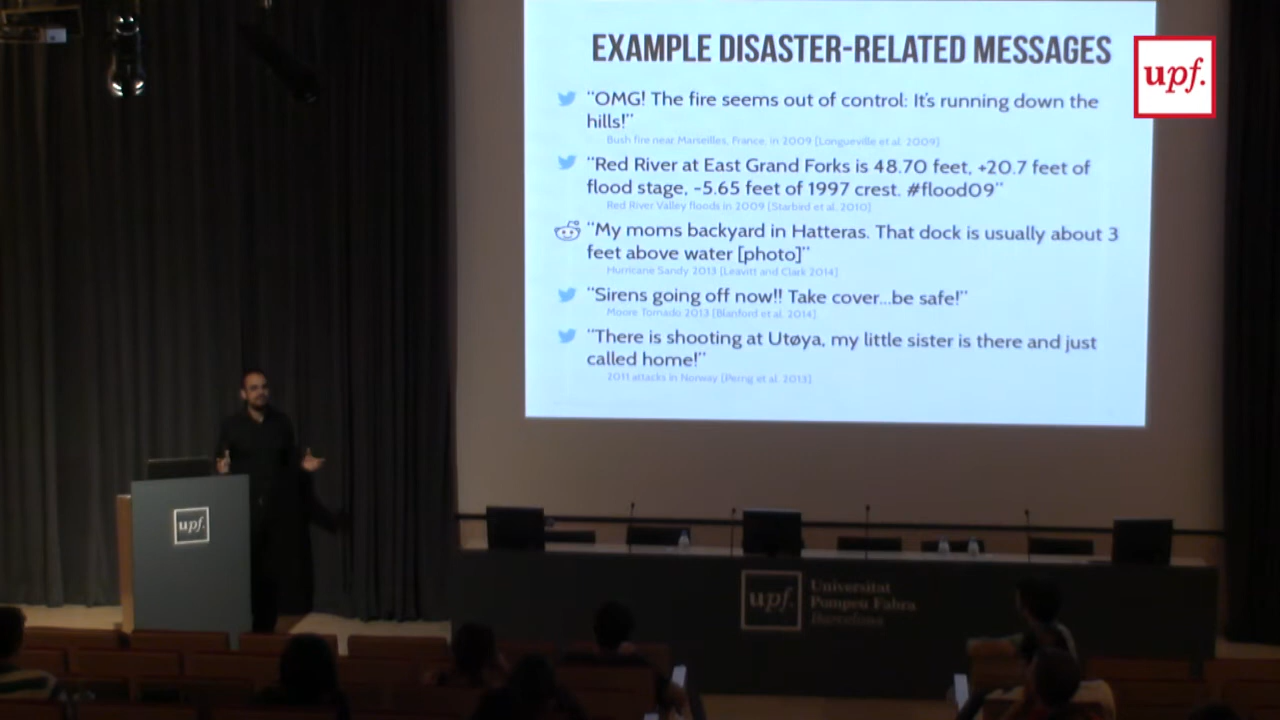 EXAMPLE DISASTER-RELATED MESSAGES
upf.
"OMG! The fire seems out of control: It's running down the
hills!"
Bush fire near Marseilles, France, in 2009 [Longueville et al. 2009]
"Red River at East Grand Forks is 48.70 feet, +20.7 feet of
flood stage, -5.65 feet of 1997 crest. #flood09"
Red River Valley floods in 2009 [Starbird et al. 2010]
"My moms backyard in Hatteras. That dock is usually about 3
feet above water [photo]"
Hurricane Sandy 2013 [Leavitt and Clark 2014]
"Sirens going off now!! Take cover...be safe!"
Moore Tornado 2013 [Blanford et al. 2014]
"There is shooting at Utøya, my little sister is there and just
called home!"
2011 attacks in Norway [Perng et al. 2013]
upf.
upf.
Universitat
Pompeu Fabra
Barcelona